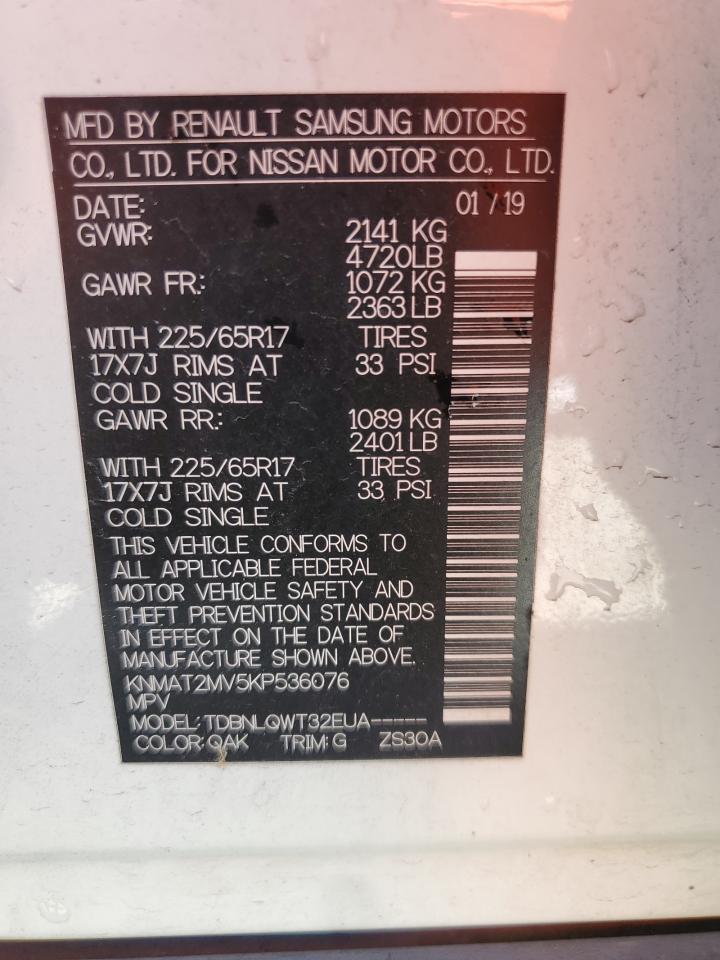 MFD BY RENAULT SAMSUNG MOTORS
CO., LTD. FOR NISSAN MOTOR CO., LTD.
DATE: 01 / 19
GVWR: 2141 KG
4720LB
GAWR FR.: 1072 KG
2363 LB
WITH 225/65R17 TIRES
17X7J RIMS AT 33 PSI
COLD SINGLE
GAWR RR.: 1089 KG
2401 LB
WITH 225/65R17 TIRES
17X7J RIMS AT 33 PSI
COLD SINGLE
THIS VEHICLE CONFORMS TO
ALL APPLICABLE FEDERAL
MOTOR VEHICLE SAFETY AND
THEFT PREVENTION STANDARDS
IN EFFECT ON THE DATE OF
MANUFACTURE SHOWN ABOVE.
KNMAT2MV5KP536076
MPV
MODEL: TDBNLQWT32EUA-----
COLOR: QAK TRIM: G ZS30A